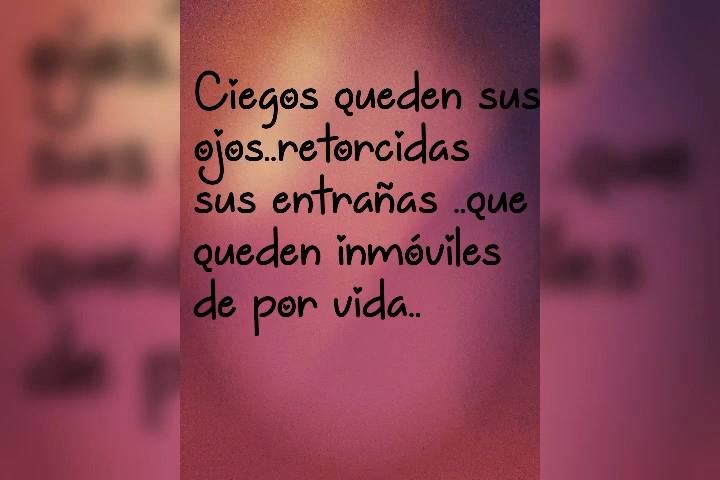 Ciegos queden sus
ojos..retorcidas
sus entrañas ..que
queden inmóviles
de por vida..